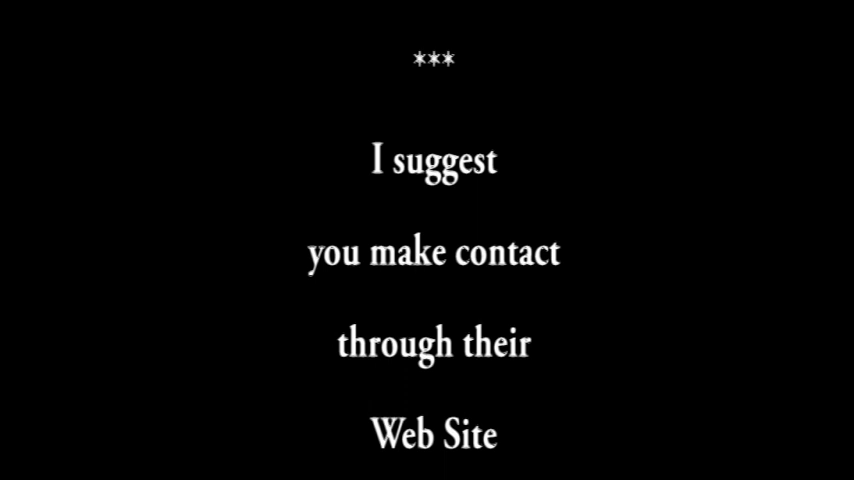 ***
I suggest
you make contact
through their
Web Site